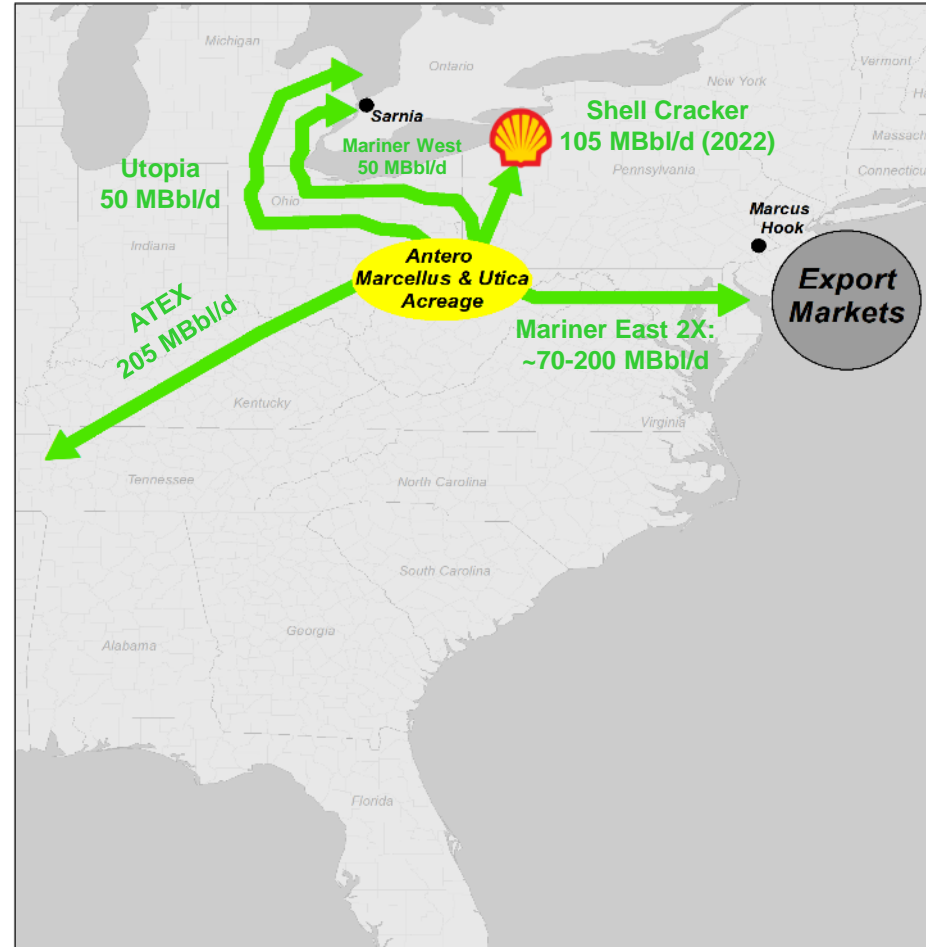 Michigan
Ontario
Vermont
New York
Sarnia
Shell Cracker
105 MBbl/d (2022)
Massach
Mariner West
50 MBbl/d
Utopia
50 MBbl/d
Pennsylvania
Connecticu
Ohio
Marcus
Hook
Indiana
Antero
Marcellus & Utica
Acreage
Export
Markets
ATEX
205 MBbl/d
Mariner East 2X:
~70-200 MBbl/d
Kentucky
Virginia
Tennessee
North Carolina
South Carolina
Georgia
Alabama
Florida